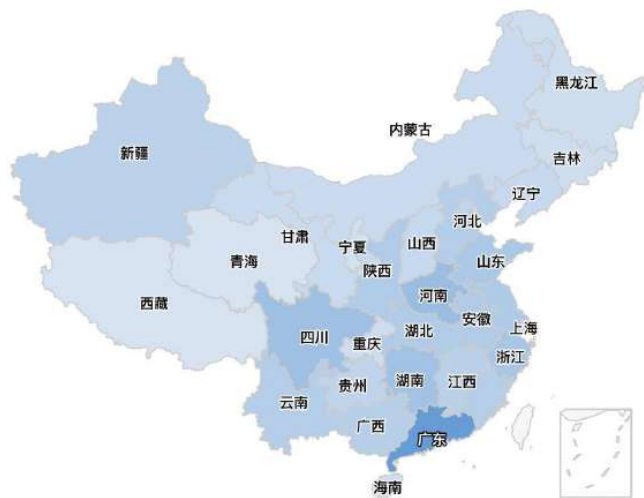 黑龙江
内蒙古
新疆
吉林
辽宁
河北
甘肃
宁夏
山西
青海
山东
陕西
西藏
河南
安徽
上海
四川
湖北
重庆
浙江
贵州
湖南
江西
云南
广西
广东
海南